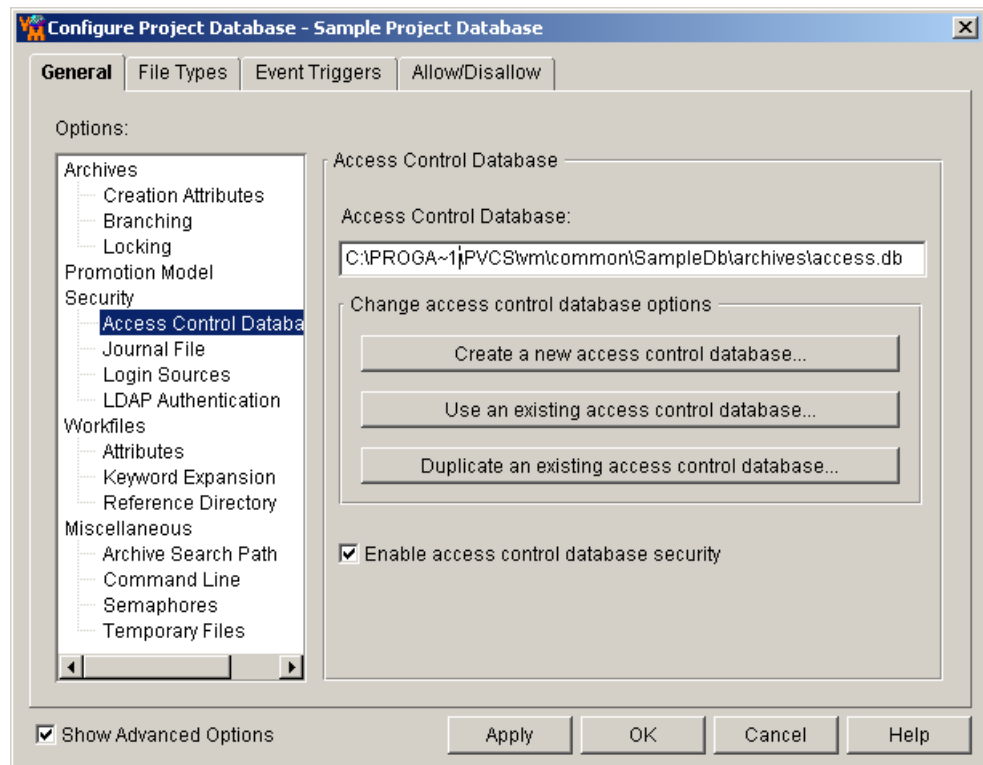 Configure Project Database - Sample Project Database
General File Types Event Triggers Allow/Disallow
Options:
Archives
Creation Attributes
Branching
Locking
Promotion Model
Security
Access Control Databa
Journal File
Login Sources
LDAP Authentication
Workfiles
Attributes
Keyword Expansion
Reference Directory
Miscellaneous
Archive Search Path
Command Line
Semaphores
Temporary Files
Access Control Database
Access Control Database:
C:\PROGA~1\PVCS\vm\common\SampleDb\archives\access.db
Change access control database options
Create a new access control database...
Use an existing access control database...
Duplicate an existing access control database...
Enable access control database security
Show Advanced Options
Apply OK Cancel Help